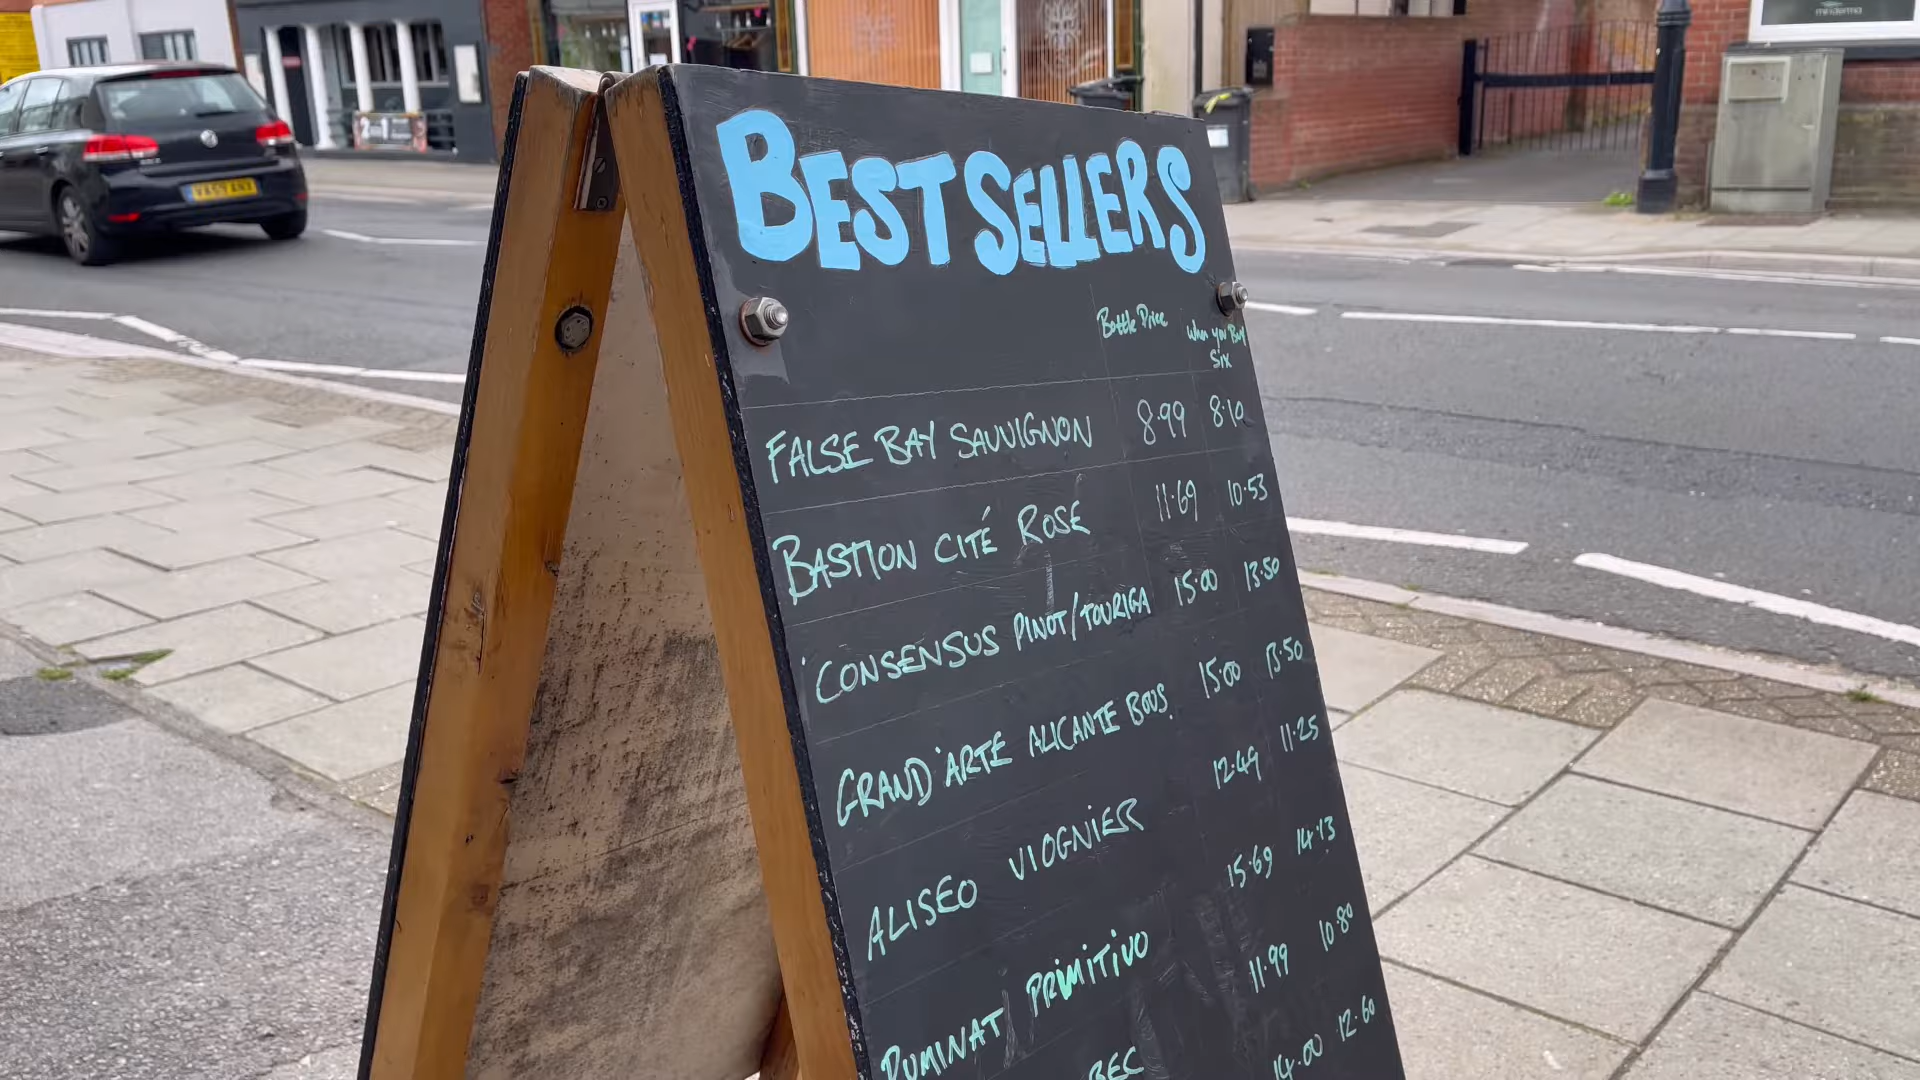 BEST SELLERS
Bottle Price
When you Buy
Six
FALSE BAY SAUVIGNON 8.99 8.10
BASTION CITÉ ROSE 11.69 10.53
CONSENSUS PINOT/TOURIGA 15.00 13.50
GRAND'ARTE ALICANTE BOUS. 15.00 13.50
ALISEO VIOGNIER 12.49 11.25
RUMINAT PRIMITIVO 15.69 14.13
BEC 11.99 10.80
14.00 12.60